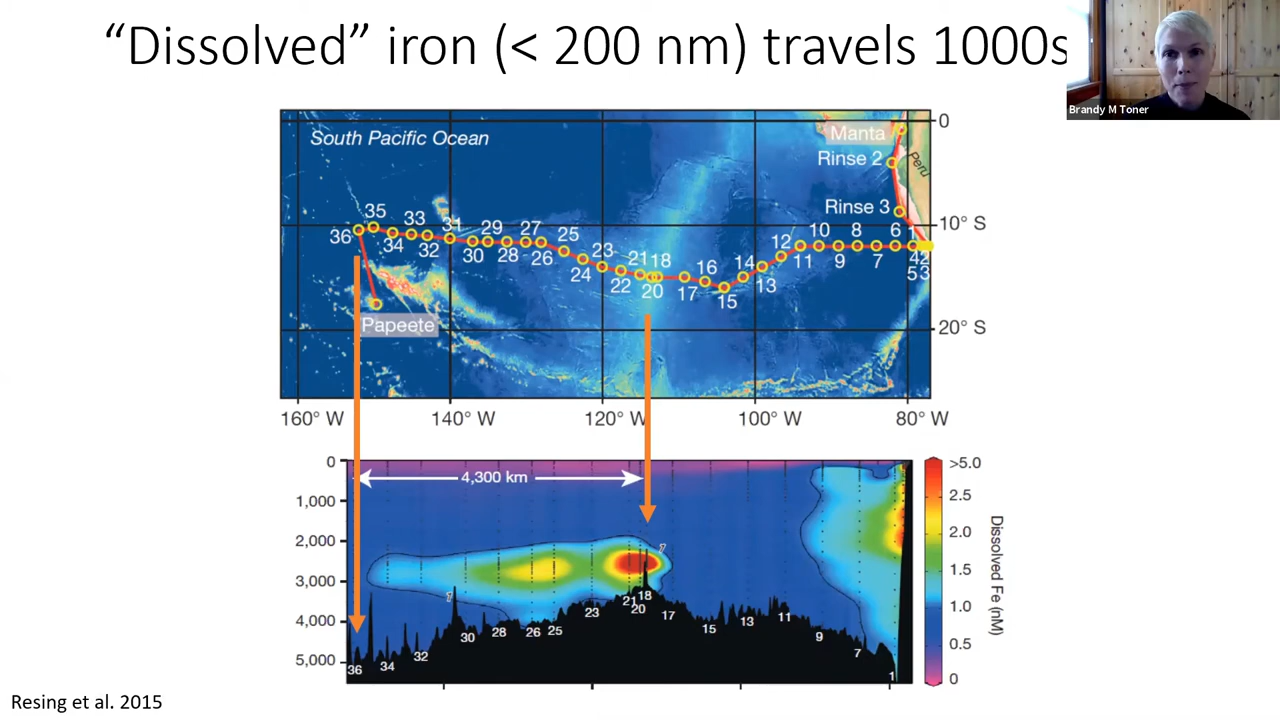 “Dissolved” iron (< 200 nm) travels 1000s
Brandy M Toner
South Pacific Ocean
Manta
Rinse 2
Peru
Rinse 3
0
10° S
20° S
36 35 34 33 32 31 30 29 28 27 26 25 24 23 22 21 20 18 17 16 15 14 13 12 11 10 9 8 7 6 5 42 3 1
Papeete
160° W 140° W 120° W 100° W 80° W
0
1,000
2,000
3,000
4,000
5,000
4,300 km
36 34 32 30 28 26 25 23 21 20 18 17 15 13 11 9 7 1
>5.0
2.5
2.0
1.5
1.0
0.5
0
Dissolved Fe (nM)
Resing et al. 2015